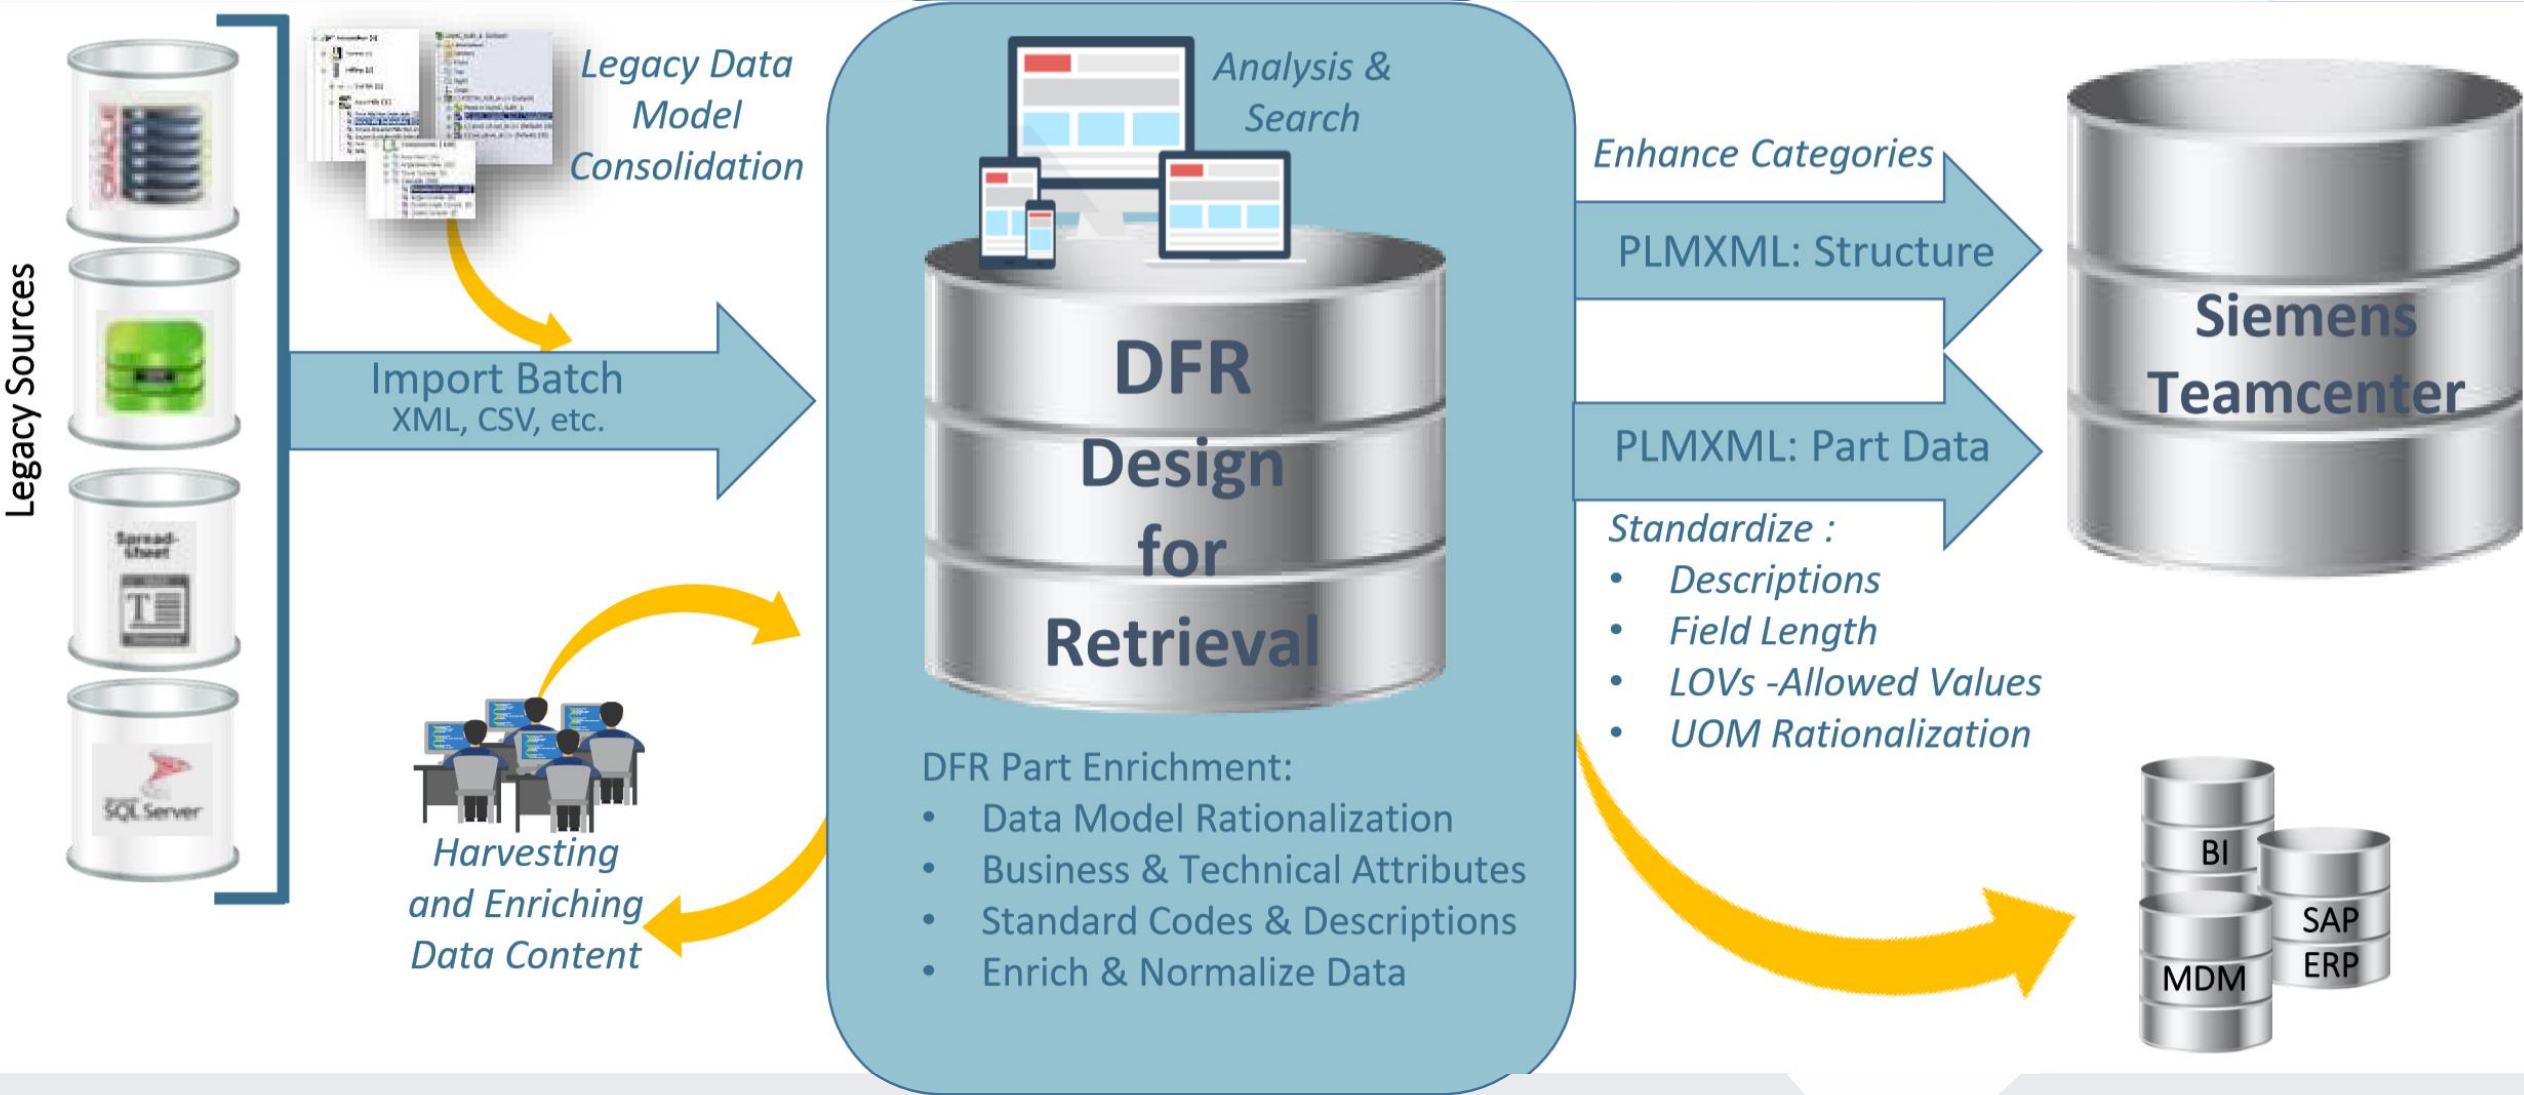 Legacy Sources
ORACLE
Spread-
sheet
SQL Server
Legacy Data
Model
Consolidation
Import Batch
XML, CSV, etc.
Harvesting
and Enriching
Data Content
Analysis &
Search
DFR
Design
for
Retrieval
DFR Part Enrichment:
• Data Model Rationalization
• Business & Technical Attributes
• Standard Codes & Descriptions
• Enrich & Normalize Data
Enhance Categories
PLMXML: Structure
PLMXML: Part Data
Standardize :
• Descriptions
• Field Length
• LOVs -Allowed Values
• UOM Rationalization
Siemens
Teamcenter
BI
SAP
ERP
MDM